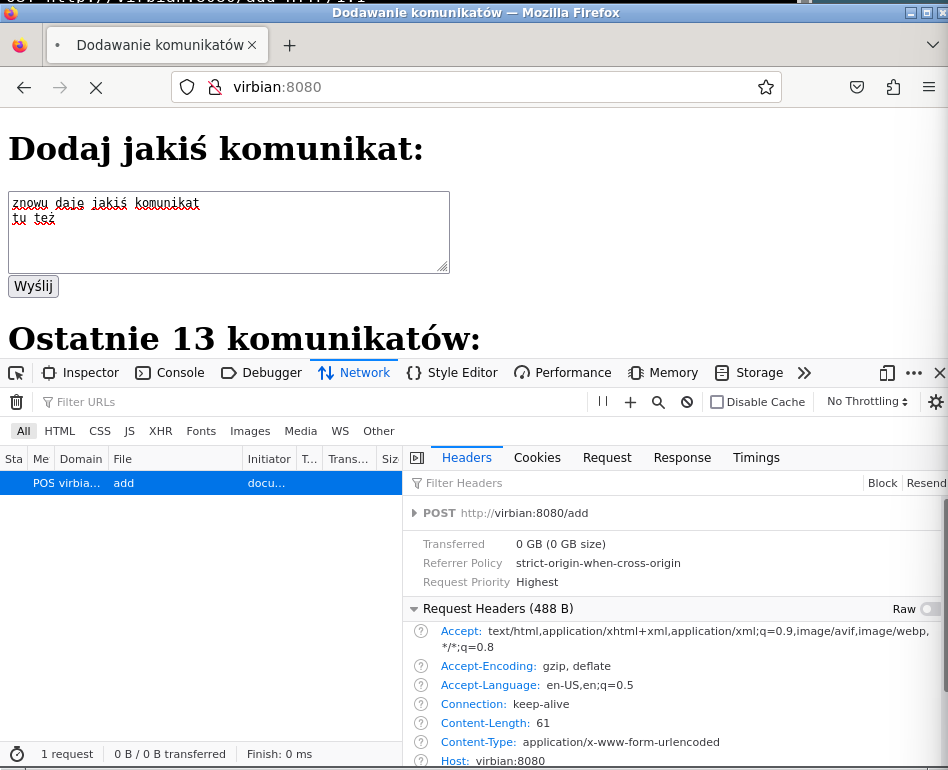 Dodawanie komunikatów — Mozilla Firefox
Dodawanie komunikatów
virbian:8080
Dodaj jakiś komunikat:
znowu daję jakiś komunikat
tu też
Wyślij
Ostatnie 13 komunikatów:
Inspector Console Debugger Network Style Editor Performance Memory Storage
Filter URLs Disable Cache No Throttling
All HTML CSS JS XHR Fonts Images Media WS Other
Sta Me Domain File Initiator T... Trans... Siz
POS virbia... add docu...
Headers Cookies Request Response Timings
Filter Headers Block Resend
POST http://virbian:8080/add
Transferred 0 GB (0 GB size)
Referrer Policy strict-origin-when-cross-origin
Request Priority Highest
Request Headers (488 B) Raw
Accept: text/html,application/xhtml+xml,application/xml;q=0.9,image/avif,image/webp,
*/*;q=0.8
Accept-Encoding: gzip, deflate
Accept-Language: en-US,en;q=0.5
Connection: keep-alive
Content-Length: 61
Content-Type: application/x-www-form-urlencoded
Host: virbian:8080
1 request 0 B / 0 B transferred Finish: 0 ms